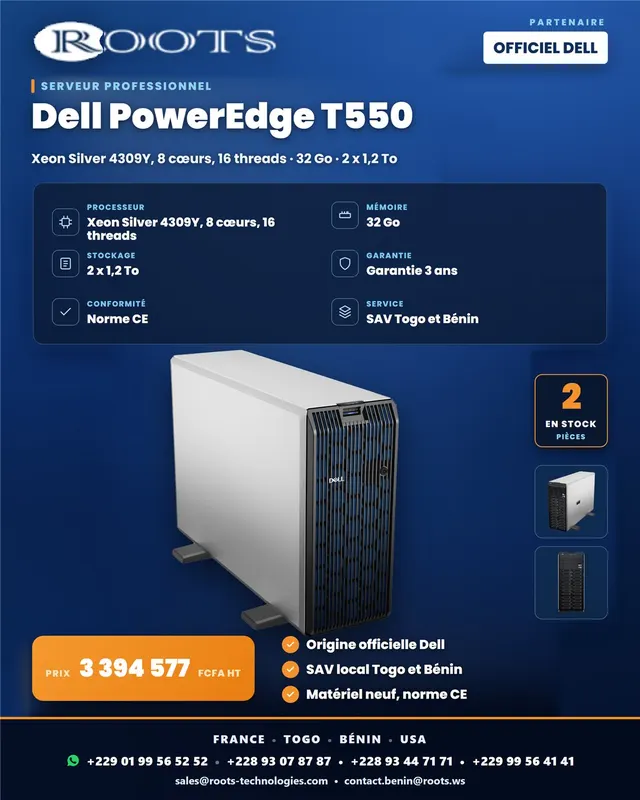 ROOTS
PARTENAIRE
OFFICIEL DELL
SERVEUR PROFESSIONNEL
Dell PowerEdge T550
Xeon Silver 4309Y, 8 cœurs, 16 threads · 32 Go · 2 x 1,2 To
PROCESSEUR
Xeon Silver 4309Y, 8 cœurs, 16
threads
MÉMOIRE
32 Go
STOCKAGE
2 x 1,2 To
GARANTIE
Garantie 3 ans
CONFORMITÉ
Norme CE
SERVICE
SAV Togo et Bénin
2
EN STOCK
PIÈCES
DELL
PRIX 3 394 577 FCFA HT
Origine officielle Dell
SAV local Togo et Bénin
Matériel neuf, norme CE
FRANCE • TOGO • BÉNIN • USA
+229 01 99 56 52 52 • +228 93 07 87 87 • +228 93 44 71 71 • +229 99 56 41 41
sales@roots-technologies.com • contact.benin@roots.ws